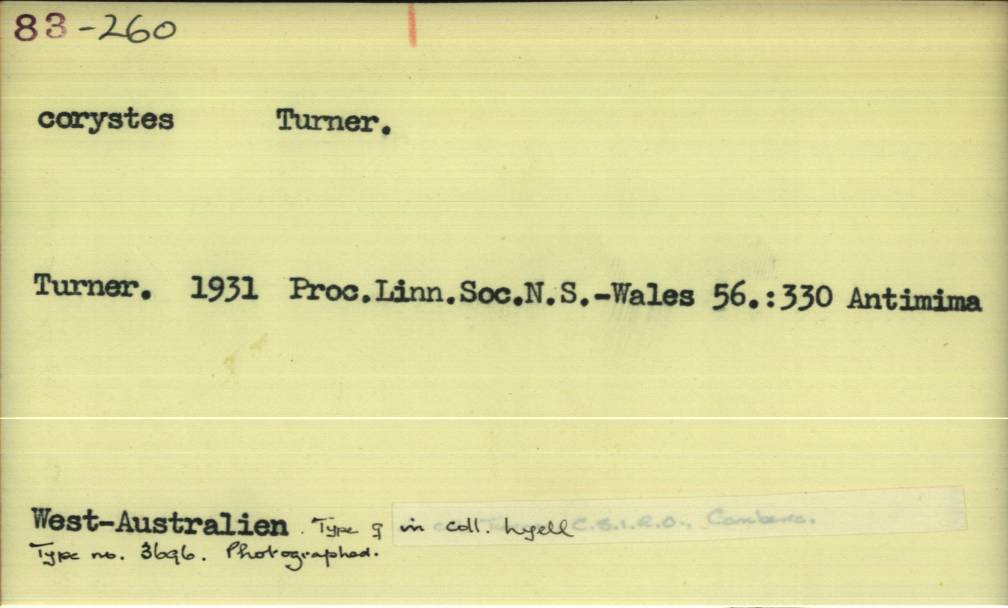 83-260
corystes Turner.
Turner. 1931 Proc.Linn.Soc.N.S.-Wales 56.:330 Antimima
West-Australien. Type ♀ in coll. Lyell C.S.I.R.O., Canberra.
Type no. 3696. Photographed.